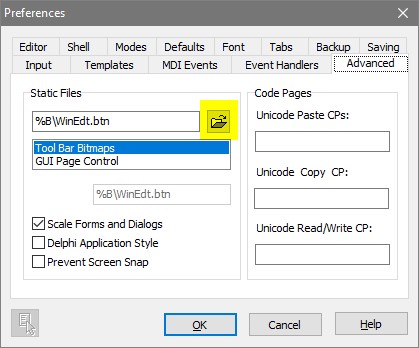 Preferences
Editor Shell Modes Defaults Font Tabs Backup Saving
Input Templates MDI Events Event Handlers Advanced
Static Files
%B\WinEdt.btn
Tool Bar Bitmaps
GUI Page Control
%B\WinEdt.btn
Scale Forms and Dialogs
Delphi Application Style
Prevent Screen Snap
Code Pages
Unicode Paste CPs:
Unicode Copy CP:
Unicode Read/Write CP:
OK Cancel Help